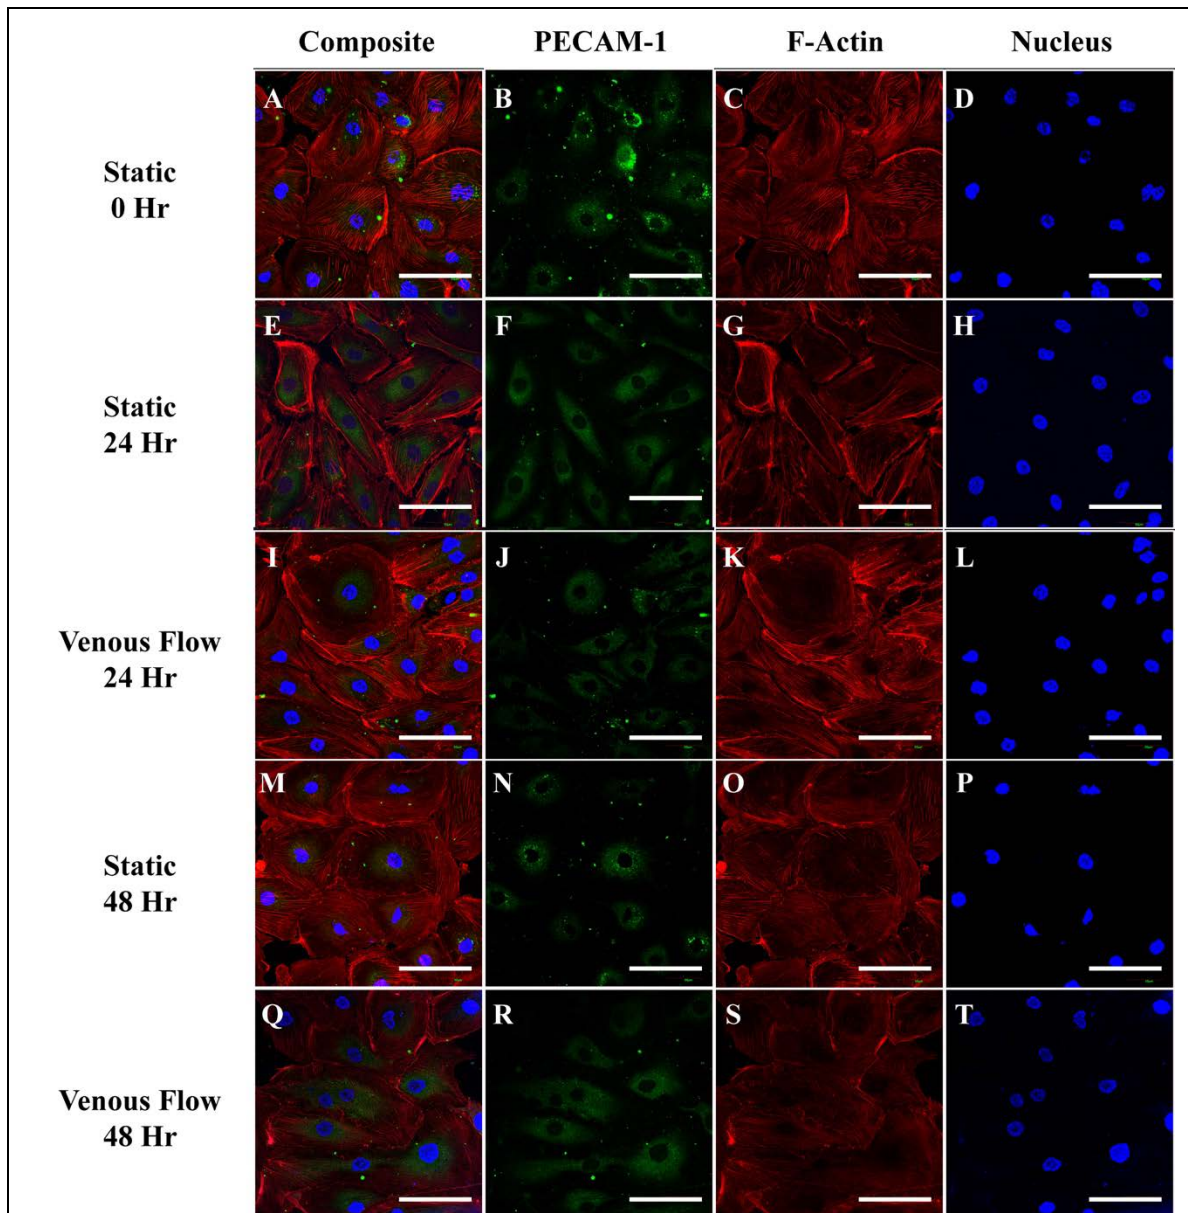 Composite PECAM-1 F-Actin Nucleus
A B C D
Static
0 Hr
E F G H
Static
24 Hr
I J K L
Venous Flow
24 Hr
M N O P
Static
48 Hr
Q R S T
Venous Flow
48 Hr